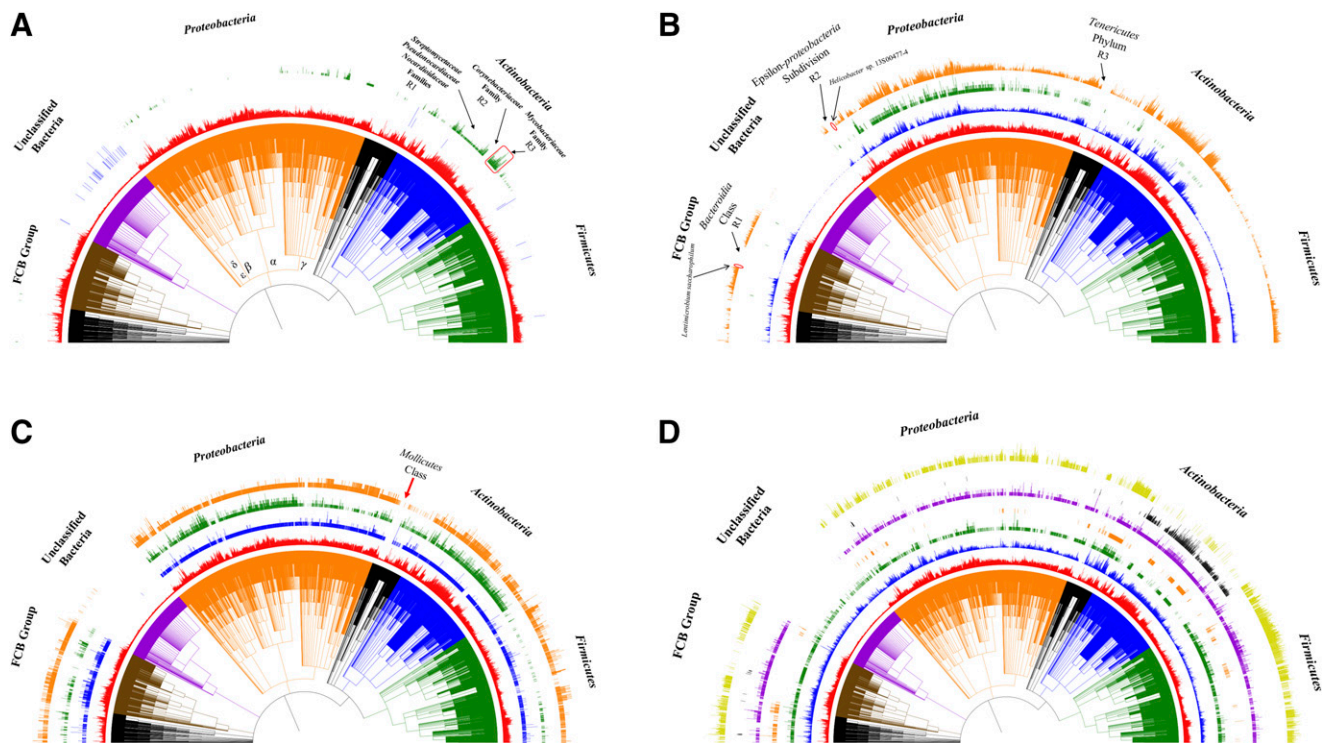 A
Proteobacteria
Streptomycetaceae
Pseudonocardiaceae
Nocardioidaceae
Families
R1
Corynebacteriaceae
Family
R2
Actinobacteria
Mycobacteriaceae
Family
R3
Unclassified
Bacteria
FCB Group
Firmicutes
δ
ε
β
α
γ
B
Proteobacteria
Epsilon-proteobacteria
Subdivision
R2
Helicobacter sp. 13S00477-4
Tenericutes
Phylum
R3
Actinobacteria
Unclassified
Bacteria
FCB Group
Bacteroidia
Class
R1
Lentimicrobium saccharophilum
Firmicutes
C
Proteobacteria
Mollicutes
Class
Actinobacteria
Unclassified
Bacteria
FCB Group
Firmicutes
D
Proteobacteria
Actinobacteria
Unclassified
Bacteria
FCB Group
Firmicutes